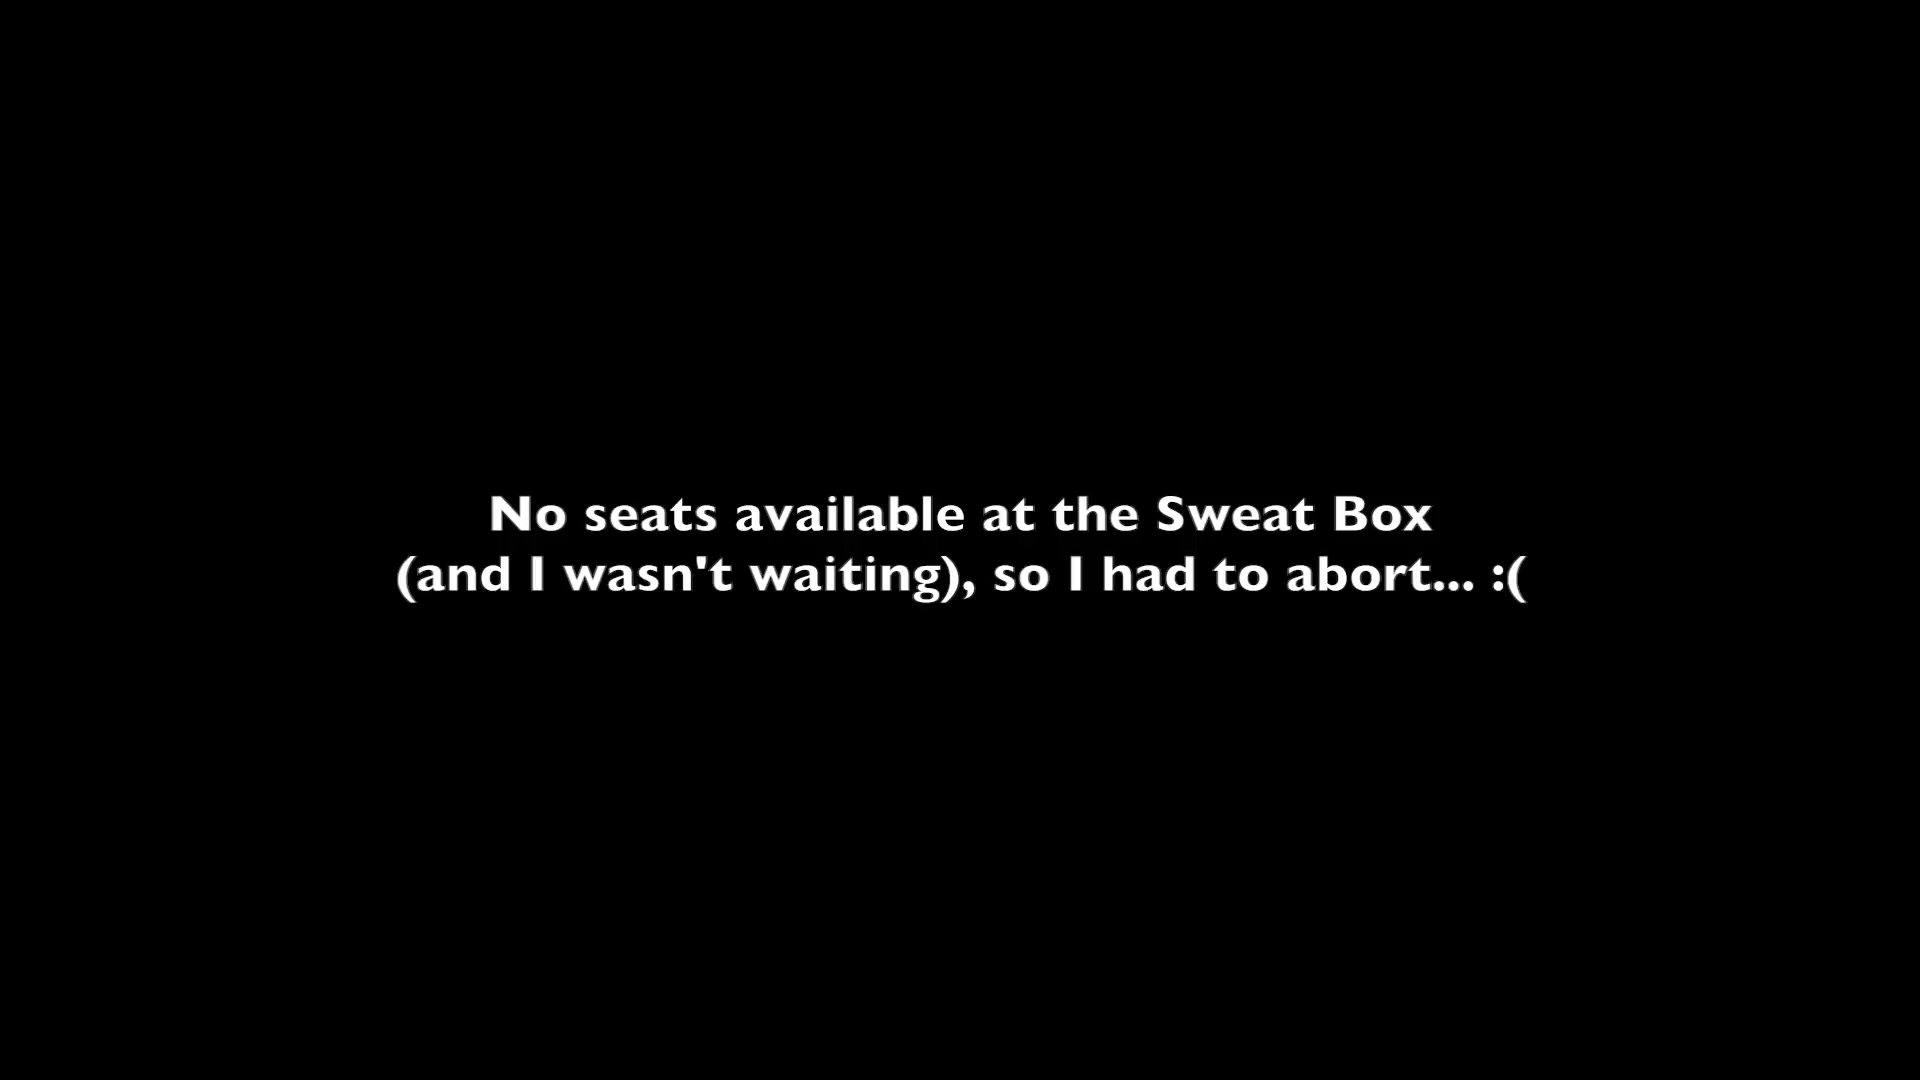 No seats available at the Sweat Box
(and I wasn't waiting), so I had to abort... :(